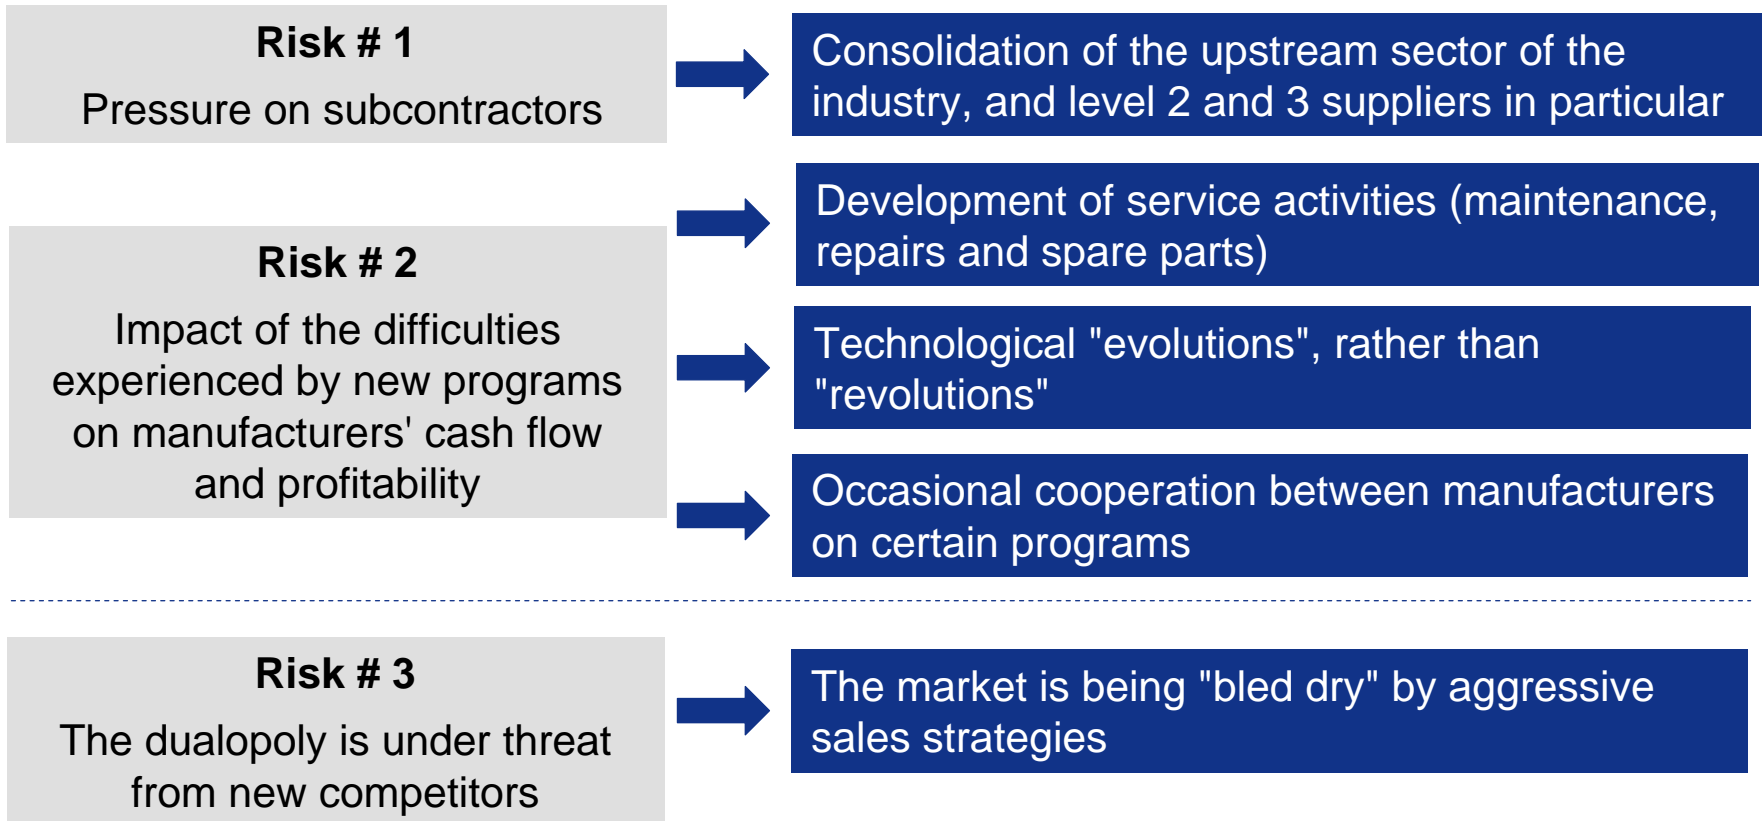 Risk # 1
Pressure on subcontractors
Consolidation of the upstream sector of the
industry, and level 2 and 3 suppliers in particular
Risk # 2
Impact of the difficulties
experienced by new programs
on manufacturers' cash flow
and profitability
Development of service activities (maintenance,
repairs and spare parts)
Technological "evolutions", rather than
"revolutions"
Occasional cooperation between manufacturers
on certain programs
Risk # 3
The dualopoly is under threat
from new competitors
The market is being "bled dry" by aggressive
sales strategies